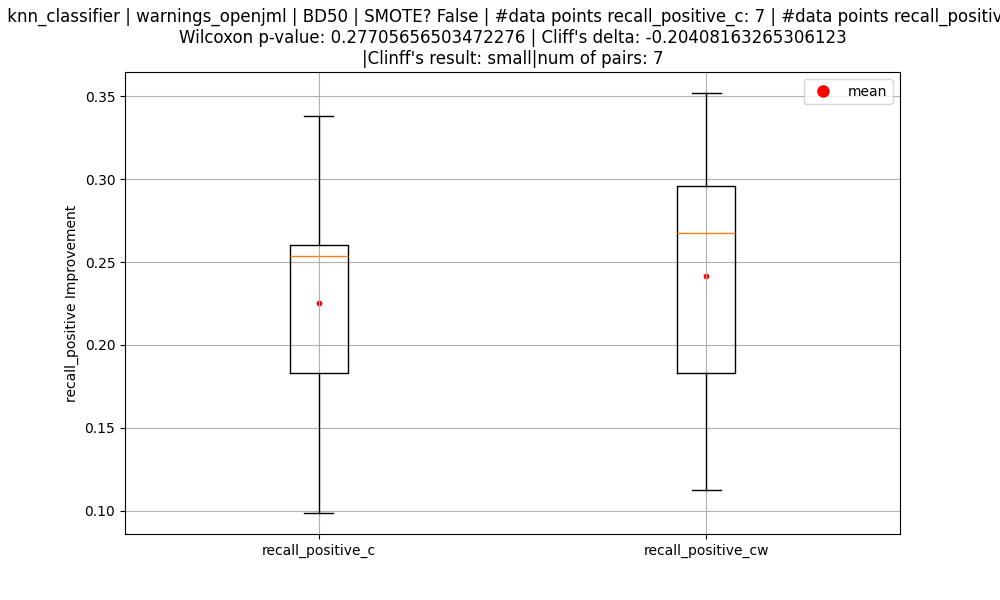 knn_classifier | warnings_openjml | BD50 | SMOTE? False | #data points recall_positive_c: 7 | #data points recall_positiv
Wilcoxon p-value: 0.27705656503472276 | Cliff's delta: -0.20408163265306123
|Clinff's result: small|num of pairs: 7
mean
0.35
0.30
0.25
0.20
0.15
0.10
recall_positive Improvement
recall_positive_c
recall_positive_cw